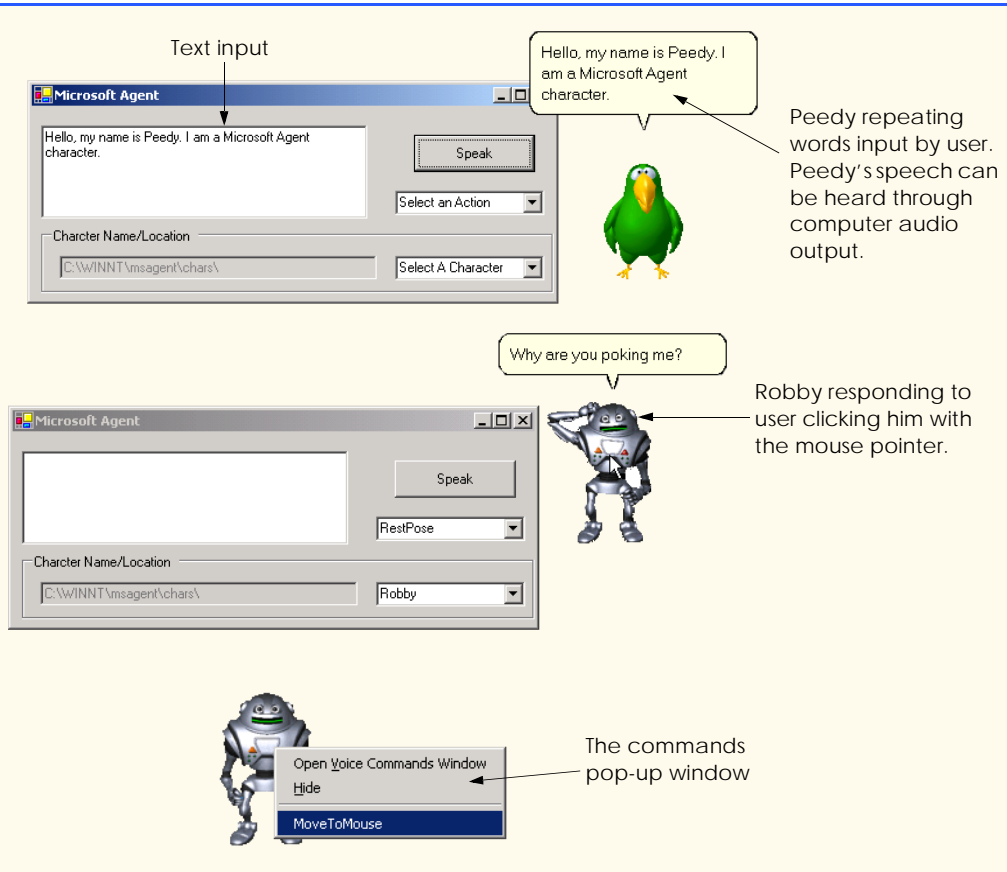 Text input
Hello, my name is Peedy. I
am a Microsoft Agent
character.
Microsoft Agent
Hello, my name is Peedy. I am a Microsoft Agent
character.
Speak
Select an Action
Charcter Name/Location
C:\WINNT\msagent\chars\
Select A Character
Peedy repeating
words input by user.
Peedy's speech can
be heard through
computer audio
output.
Why are you poking me?
Microsoft Agent
Speak
RestPose
Charcter Name/Location
C:\WINNT\msagent\chars\
Robby
Robby responding to
user clicking him with
the mouse pointer.
Open Voice Commands Window
Hide
MoveToMouse
The commands
pop-up window